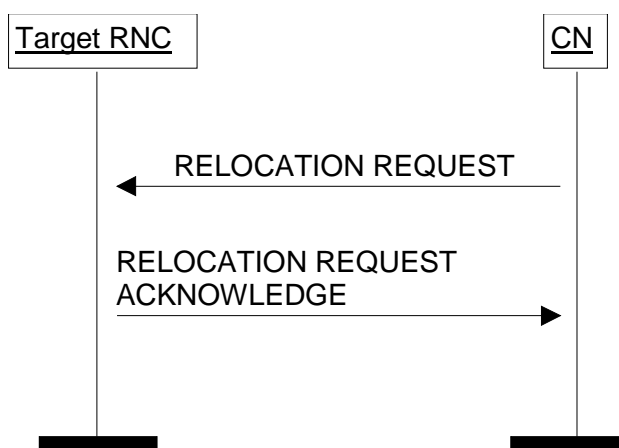 Target RNC
CN
RELOCATION REQUEST
RELOCATION REQUEST
ACKNOWLEDGE